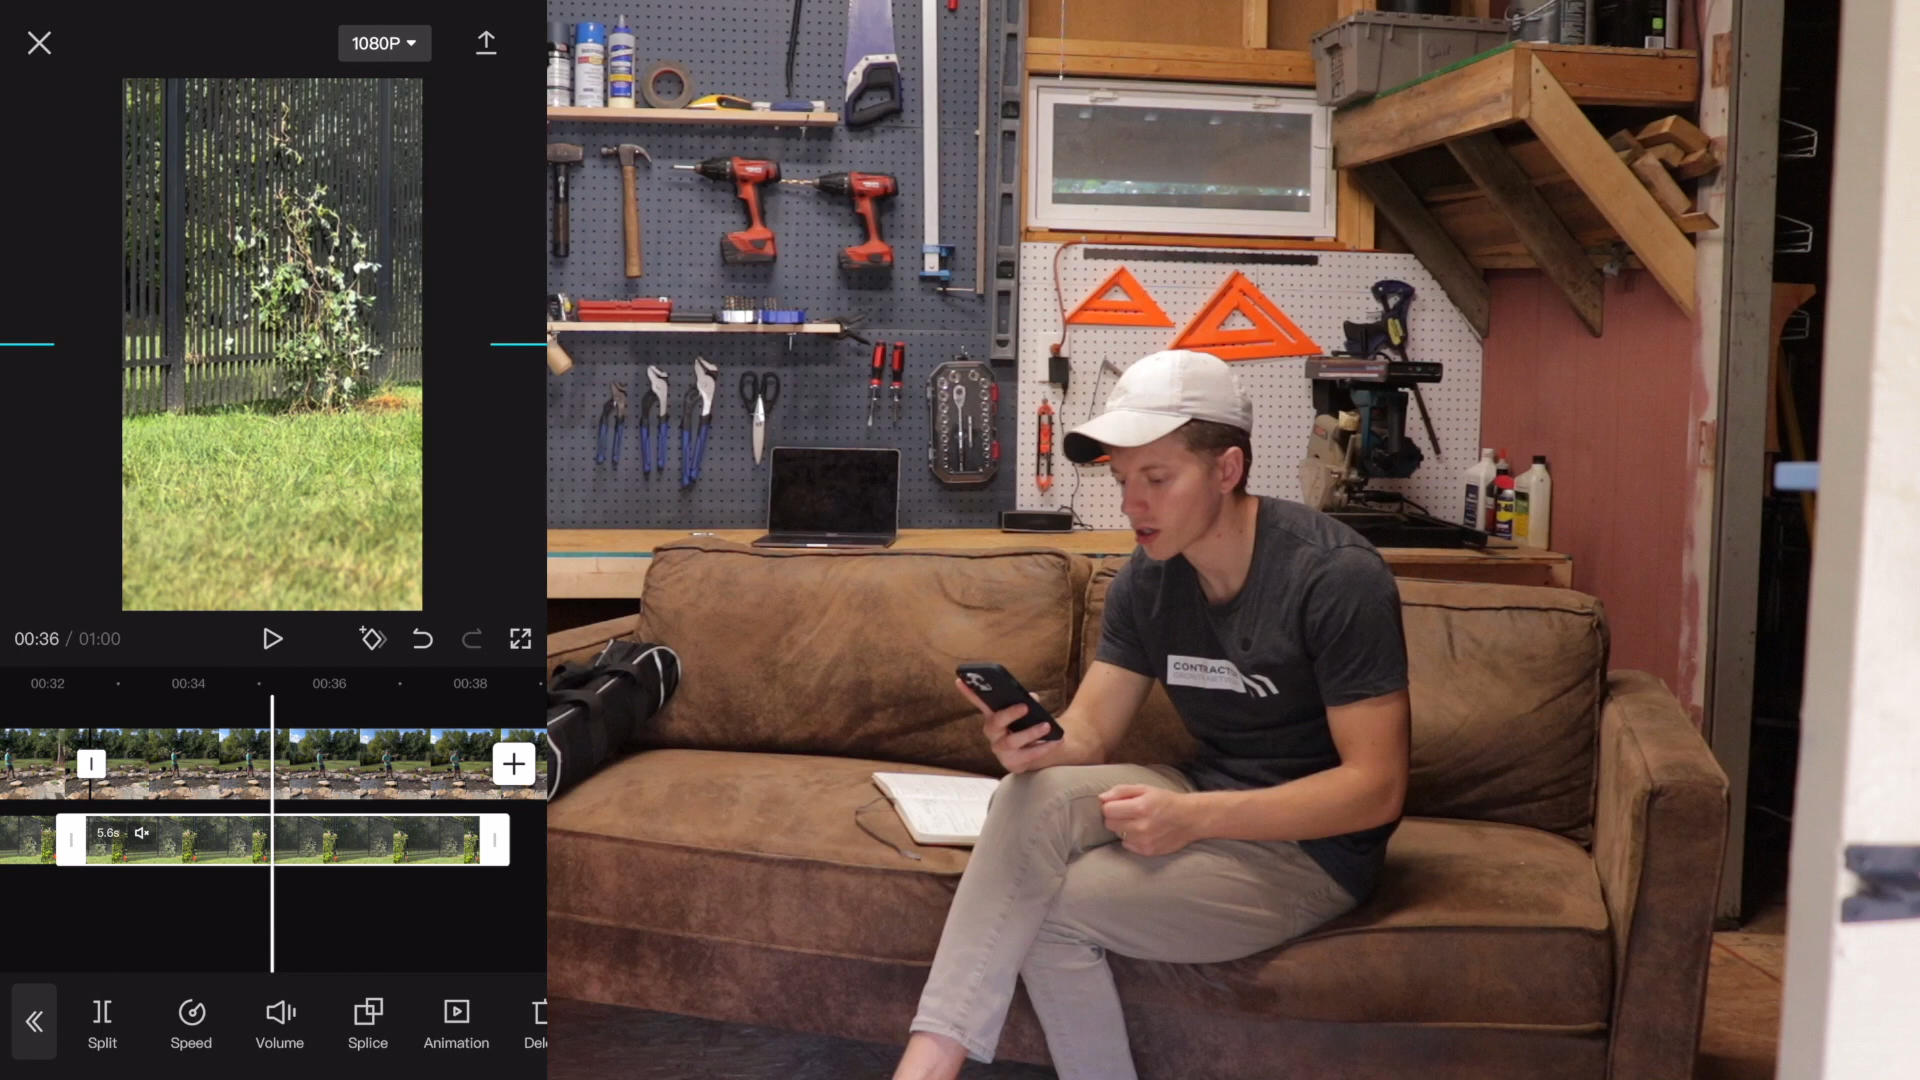 1080P
00:36 / 01:00
00:32
00:34
00:36
00:38
5.6s
Split
Speed
Volume
Splice
Animation
Dele
CONTRACT